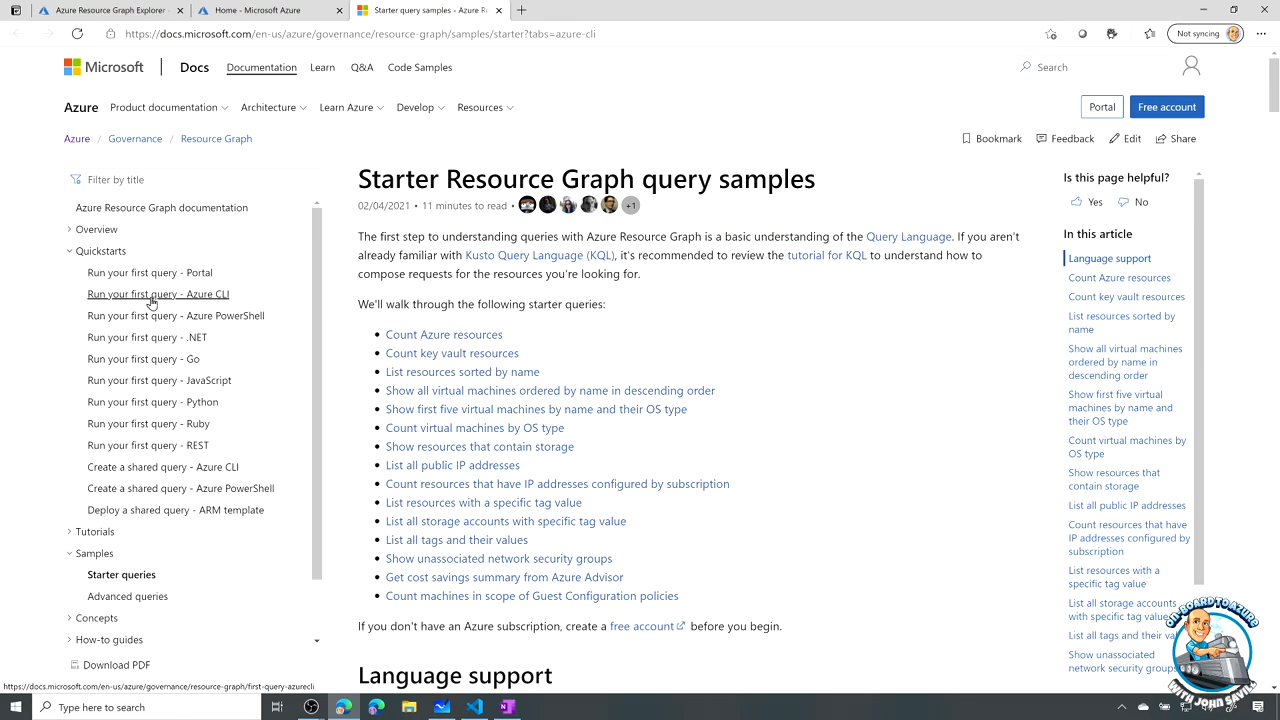 Azure Resource Graph Explorer -
Home - Microsoft Azure
Starter query samples - Azure R
https://docs.microsoft.com/en-us/azure/governance/resource-graph/samples/starter?tabs=azure-cli
Not syncing
Microsoft
Docs
Documentation
Learn
Q&A
Code Samples
Search
Azure
Product documentation
Architecture
Learn Azure
Develop
Resources
Portal
Free account
Azure / Governance / Resource Graph
Bookmark
Feedback
Edit
Share
Filter by title
Azure Resource Graph documentation
Overview
Quickstarts
Run your first query - Portal
Run your first query - Azure CLI
Run your first query - Azure PowerShell
Run your first query - .NET
Run your first query - Go
Run your first query - JavaScript
Run your first query - Python
Run your first query - Ruby
Run your first query - REST
Create a shared query - Azure CLI
Create a shared query - Azure PowerShell
Deploy a shared query - ARM template
Tutorials
Samples
Starter queries
Advanced queries
Concepts
How-to guides
Download PDF
Starter Resource Graph query samples
02/04/2021 • 11 minutes to read • +1
The first step to understanding queries with Azure Resource Graph is a basic understanding of the Query Language. If you aren't
already familiar with Kusto Query Language (KQL), it's recommended to review the tutorial for KQL to understand how to
compose requests for the resources you're looking for.
We'll walk through the following starter queries:
• Count Azure resources
• Count key vault resources
• List resources sorted by name
• Show all virtual machines ordered by name in descending order
• Show first five virtual machines by name and their OS type
• Count virtual machines by OS type
• Show resources that contain storage
• List all public IP addresses
• Count resources that have IP addresses configured by subscription
• List resources with a specific tag value
• List all storage accounts with specific tag value
• List all tags and their values
• Show unassociated network security groups
• Get cost savings summary from Azure Advisor
• Count machines in scope of Guest Configuration policies
If you don't have an Azure subscription, create a free account before you begin.
Language support
Is this page helpful?
Yes
No
In this article
Language support
Count Azure resources
Count key vault resources
List resources sorted by
name
Show all virtual machines
ordered by name in
descending order
Show first five virtual
machines by name and
their OS type
Count virtual machines by
OS type
Show resources that
contain storage
List all public IP addresses
Count resources that have
IP addresses configured by
subscription
List resources with a
specific tag value
List all storage accounts
with specific tag value
List all tags and their va
Show unassociated
network security groups
ON-BOARD TO AZURE
WITH JOHN SAVILL
https://docs.microsoft.com/en-us/azure/governance/resource-graph/first-query-azurecli
Type here to search